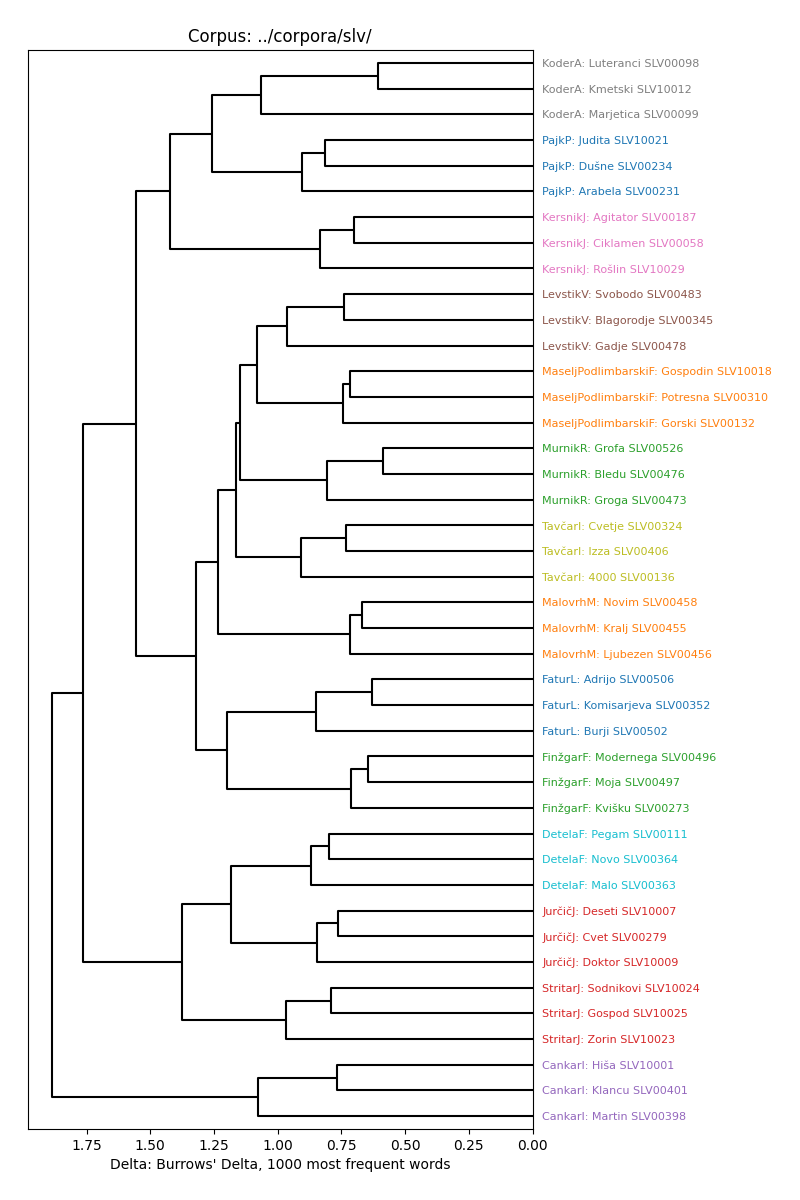 Corpus: ../corpora/slv/
KoderA: Luteranci SLV00098
KoderA: Kmetski SLV10012
KoderA: Marjetica SLV00099
PajkP: Judita SLV10021
PajkP: Dušne SLV00234
PajkP: Arabela SLV00231
KersnikJ: Agitator SLV00187
KersnikJ: Ciklamen SLV00058
KersnikJ: Rošlin SLV10029
LevstikV: Svobodo SLV00483
LevstikV: Blagorodje SLV00345
LevstikV: Gadje SLV00478
MaseljPodlimbarskiF: Gospodin SLV10018
MaseljPodlimbarskiF: Potresna SLV00310
MaseljPodlimbarskiF: Gorski SLV00132
MurnikR: Grofa SLV00526
MurnikR: Bledu SLV00476
MurnikR: Groga SLV00473
TavčarI: Cvetje SLV00324
TavčarI: Izza SLV00406
TavčarI: 4000 SLV00136
MalovrhM: Novim SLV00458
MalovrhM: Kralj SLV00455
MalovrhM: Ljubezen SLV00456
FaturL: Adrijo SLV00506
FaturL: Komisarjeva SLV00352
FaturL: Burji SLV00502
FinžgarF: Modernega SLV00496
FinžgarF: Moja SLV00497
FinžgarF: Kvišku SLV00273
DetelaF: Pegam SLV00111
DetelaF: Novo SLV00364
DetelaF: Malo SLV00363
JurčičJ: Deseti SLV10007
JurčičJ: Cvet SLV00279
JurčičJ: Doktor SLV10009
StritarJ: Sodnikovi SLV10024
StritarJ: Gospod SLV10025
StritarJ: Zorin SLV10023
CankarI: Hiša SLV10001
CankarI: Klancu SLV00401
CankarI: Martin SLV00398
1.75 1.50 1.25 1.00 0.75 0.50 0.25 0.00
Delta: Burrows' Delta, 1000 most frequent words